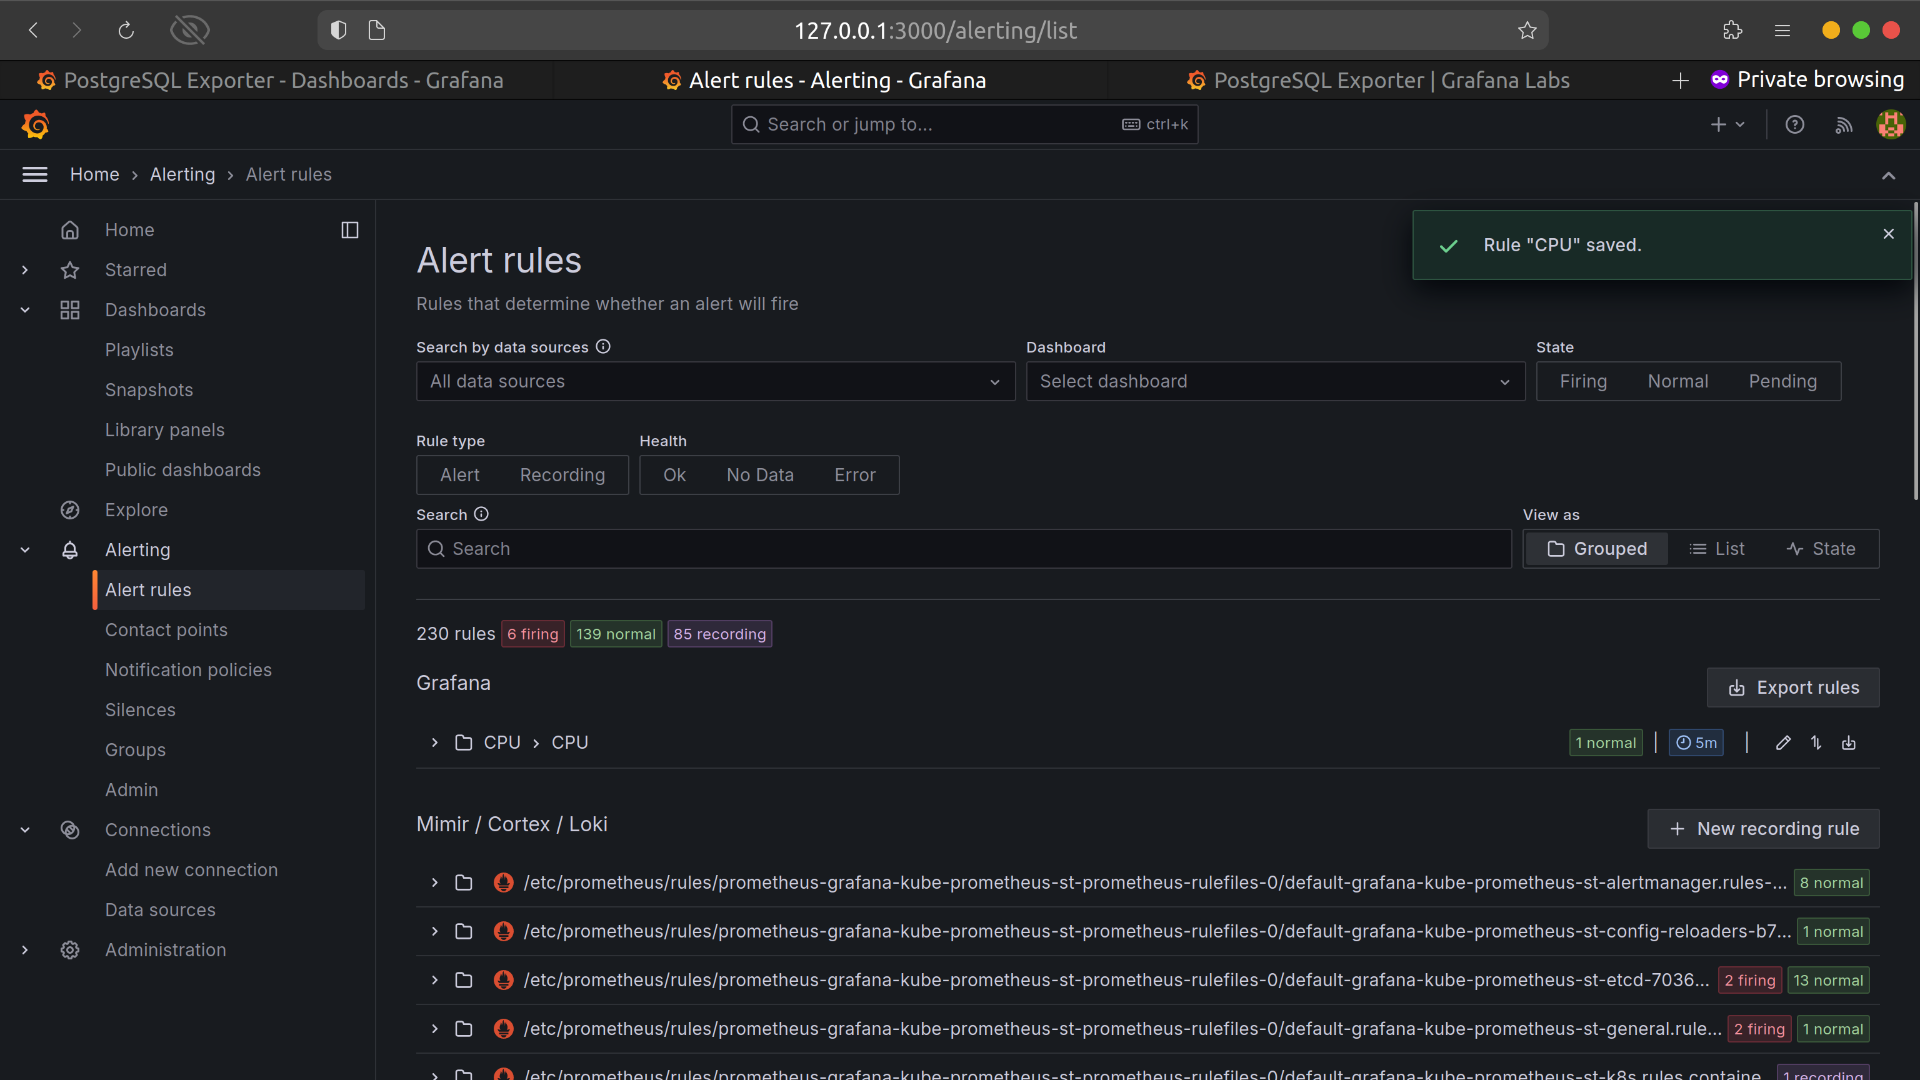 127.0.0.1:3000/alerting/list
PostgreSQL Exporter - Dashboards - Grafana
Alert rules - Alerting - Grafana
PostgreSQL Exporter | Grafana Labs
Private browsing
Search or jump to...
ctrl+k
Home › Alerting › Alert rules
Home
Starred
Dashboards
Playlists
Snapshots
Library panels
Public dashboards
Explore
Alerting
Alert rules
Contact points
Notification policies
Silences
Groups
Admin
Connections
Add new connection
Data sources
Administration
Rule "CPU" saved.
Alert rules
Rules that determine whether an alert will fire
Search by data sources
All data sources
Dashboard
Select dashboard
State
Firing Normal Pending
Rule type
Alert Recording
Health
Ok No Data Error
Search
Search
View as
Grouped List State
230 rules 6 firing 139 normal 85 recording
Grafana
Export rules
CPU › CPU
1 normal | 5m |
Mimir / Cortex / Loki
New recording rule
/etc/prometheus/rules/prometheus-grafana-kube-prometheus-st-prometheus-rulefiles-0/default-grafana-kube-prometheus-st-alertmanager.rules-... 8 normal
/etc/prometheus/rules/prometheus-grafana-kube-prometheus-st-prometheus-rulefiles-0/default-grafana-kube-prometheus-st-config-reloaders-b7... 1 normal
/etc/prometheus/rules/prometheus-grafana-kube-prometheus-st-prometheus-rulefiles-0/default-grafana-kube-prometheus-st-etcd-7036... 2 firing 13 normal
/etc/prometheus/rules/prometheus-grafana-kube-prometheus-st-prometheus-rulefiles-0/default-grafana-kube-prometheus-st-general.rule... 2 firing 1 normal
/etc/prometheus/rules/prometheus-grafana-kube-prometheus-st-prometheus-rulefiles-0/default-grafana-kube-prometheus-st-k8s.rules.containe... 1 recording